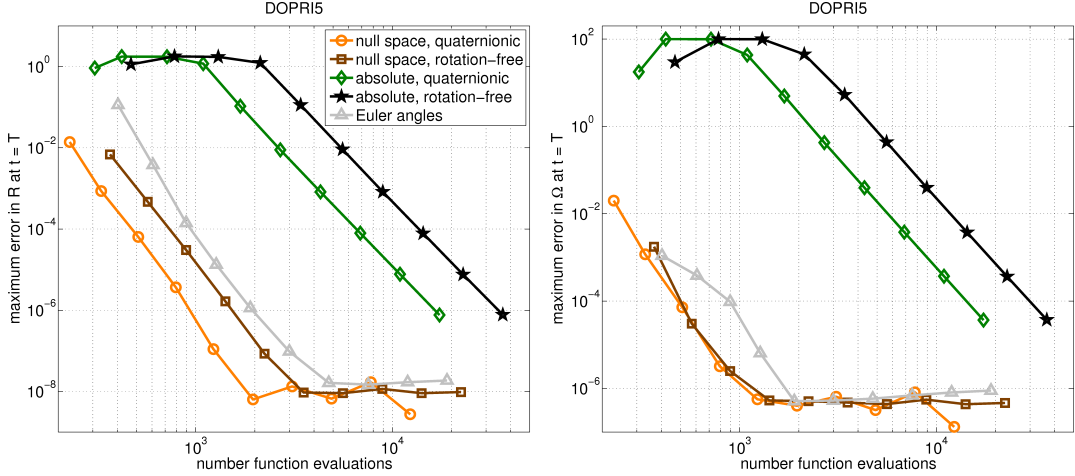 DOPRI5
10^0
10^−2
10^−4
10^−6
10^−8
10^3
10^4
maximum error in R at t = T
number function evaluations
null space, quaternionic
null space, rotation−free
absolute, quaternionic
absolute, rotation−free
Euler angles
DOPRI5
10^2
10^0
10^−2
10^−4
10^−6
10^3
10^4
maximum error in Ω at t = T
number function evaluations